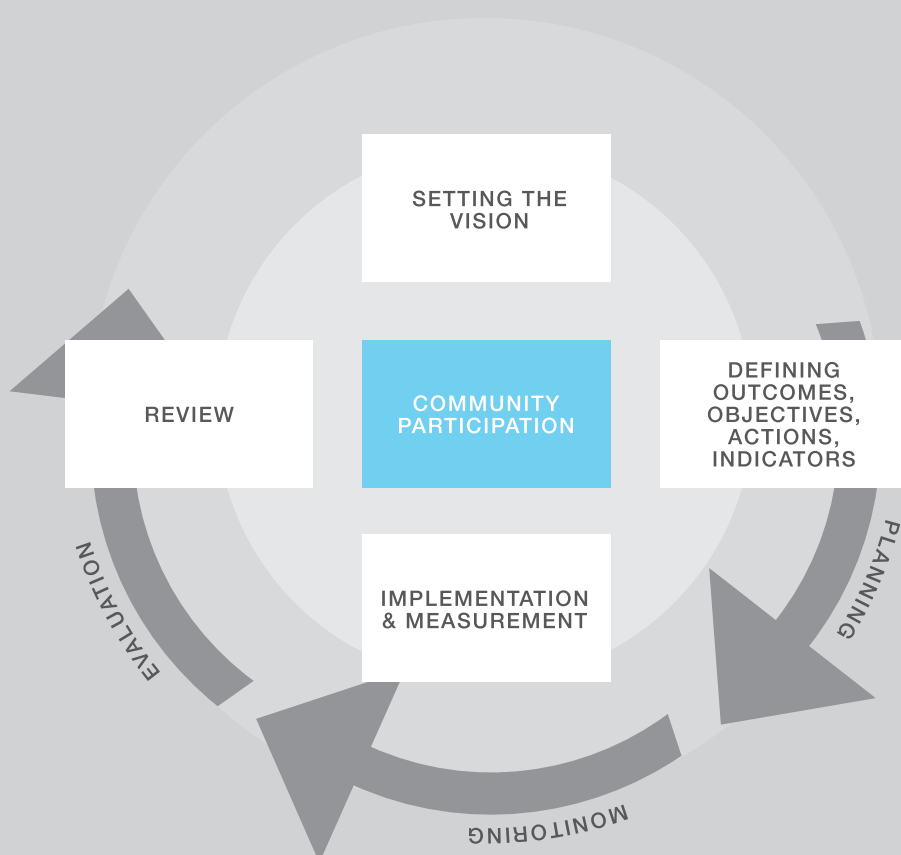 SETTING THE
VISION
REVIEW
COMMUNITY
PARTICIPATION
DEFINING
OUTCOMES,
OBJECTIVES,
ACTIONS,
INDICATORS
IMPLEMENTATION
& MEASUREMENT
PLANNING
EVALUATION
MONITORING